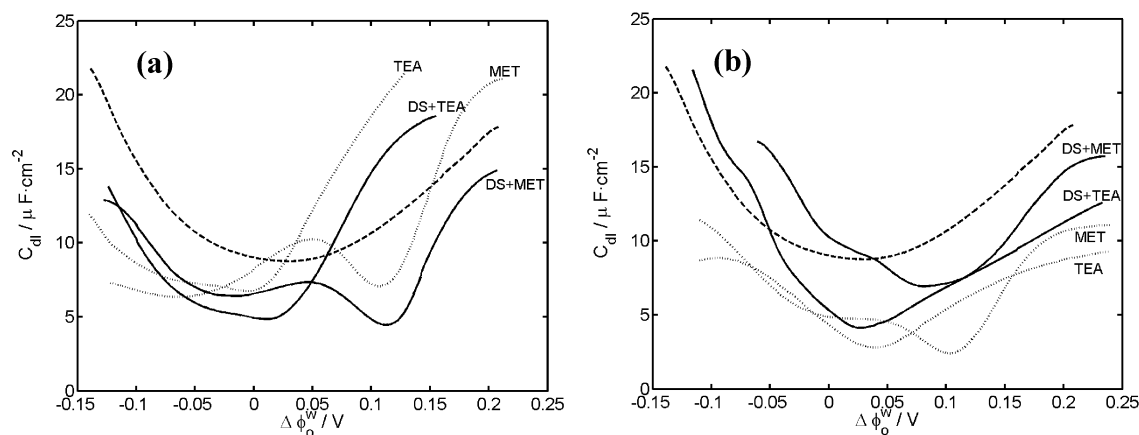 (a)
TEA
MET
DS+TEA
DS+MET
25
20
15
10
5
0
C_dl / μ F·cm⁻²
-0.15 -0.1 -0.05 0 0.05 0.1 0.15 0.2 0.25
Δ ϕ_o^w / V
(b)
DS+MET
DS+TEA
MET
TEA
25
20
15
10
5
0
C_dl / μ F·cm⁻²
-0.15 -0.1 -0.05 0 0.05 0.1 0.15 0.2 0.25
Δ ϕ_o^w / V